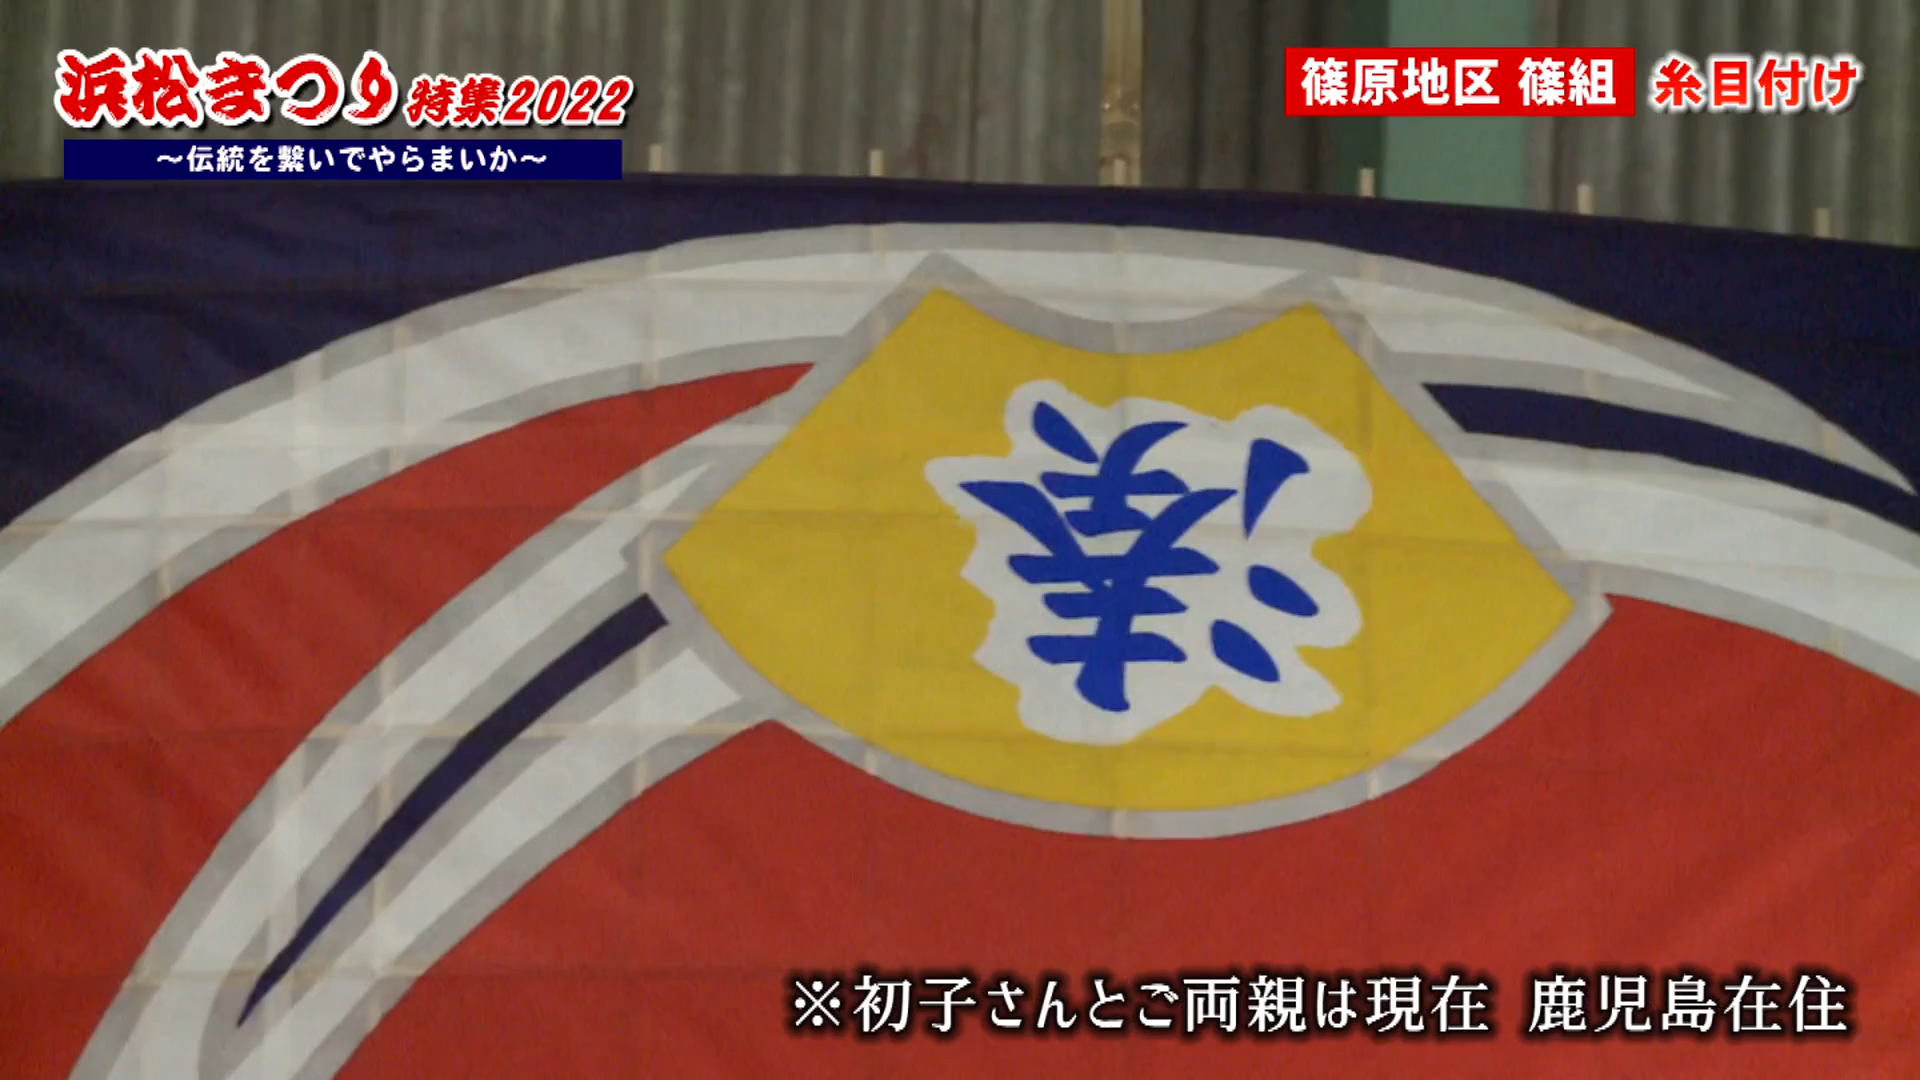 浜松まつり特集2022
～伝統を繋いでやらまいか～
篠原地区 篠組 糸目付け
湊
※初子さんとご両親は現在 鹿児島在住